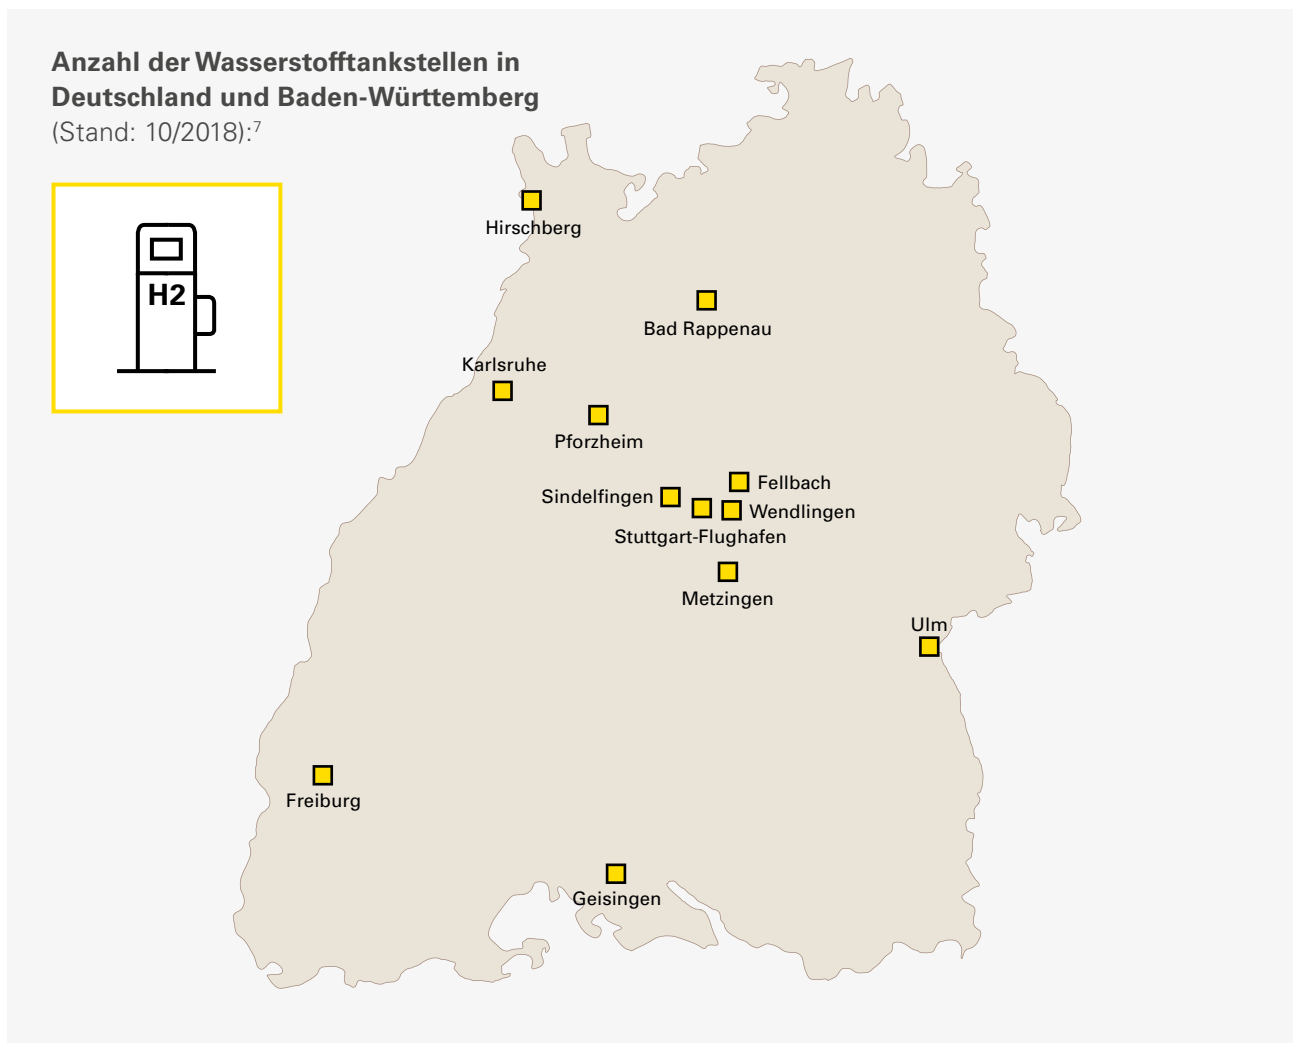 Anzahl der Wasserstofftankstellen in
Deutschland und Baden-Württemberg
(Stand: 10/2018):⁷
H2
Hirschberg
Bad Rappenau
Karlsruhe
Pforzheim
Fellbach
Sindelfingen
Wendlingen
Stuttgart-Flughafen
Metzingen
Ulm
Freiburg
Geisingen